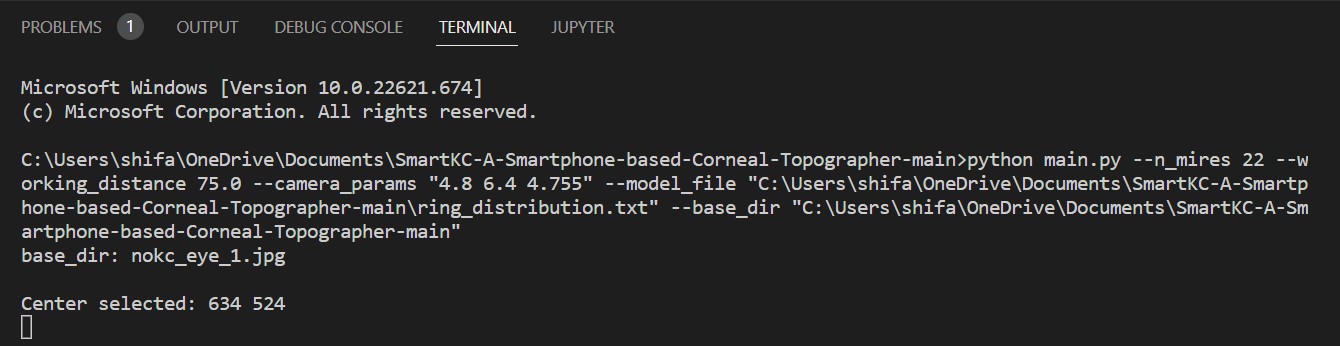 PROBLEMS 1 OUTPUT DEBUG CONSOLE TERMINAL JUPYTER
Microsoft Windows [Version 10.0.22621.674]
(c) Microsoft Corporation. All rights reserved.
C:\Users\shifa\OneDrive\Documents\SmartKC-A-Smartphone-based-Corneal-Topographer-main>python main.py --n_mires 22 --w
orking_distance 75.0 --camera_params "4.8 6.4 4.755" --model_file "C:\Users\shifa\OneDrive\Documents\SmartKC-A-Smartp
hone-based-Corneal-Topographer-main\ring_distribution.txt" --base_dir "C:\Users\shifa\OneDrive\Documents\SmartKC-A-Sm
artphone-based-Corneal-Topographer-main"
base_dir: nokc_eye_1.jpg
Center selected: 634 524